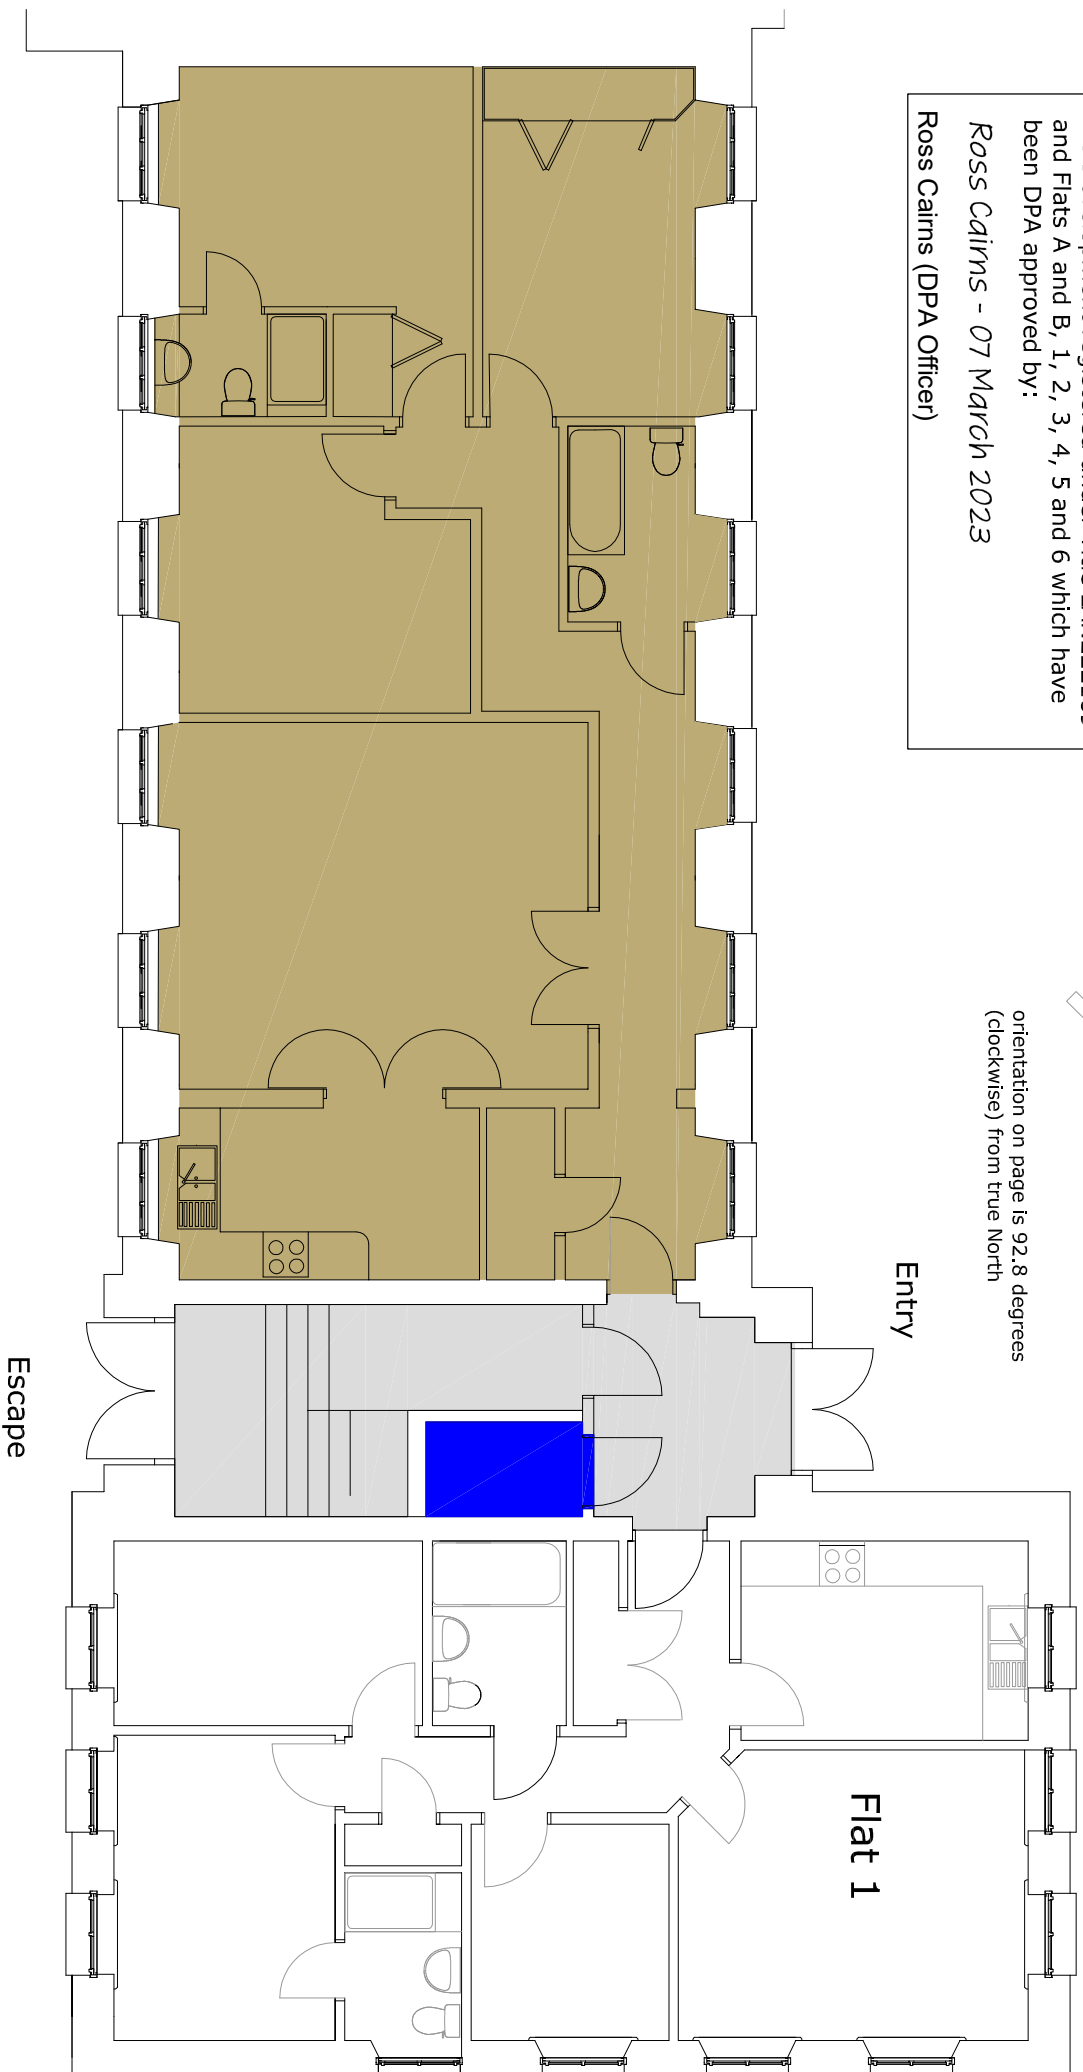 and Flats A and B, 1, 2, 3, 4, 5 and 6 which have
been DPA approved by:
Ross Cairns - 07 March 2023
Ross Cairns (DPA Officer)
orientation on page is 92.8 degrees
(clockwise) from true North
Entry
Escape
Flat 1